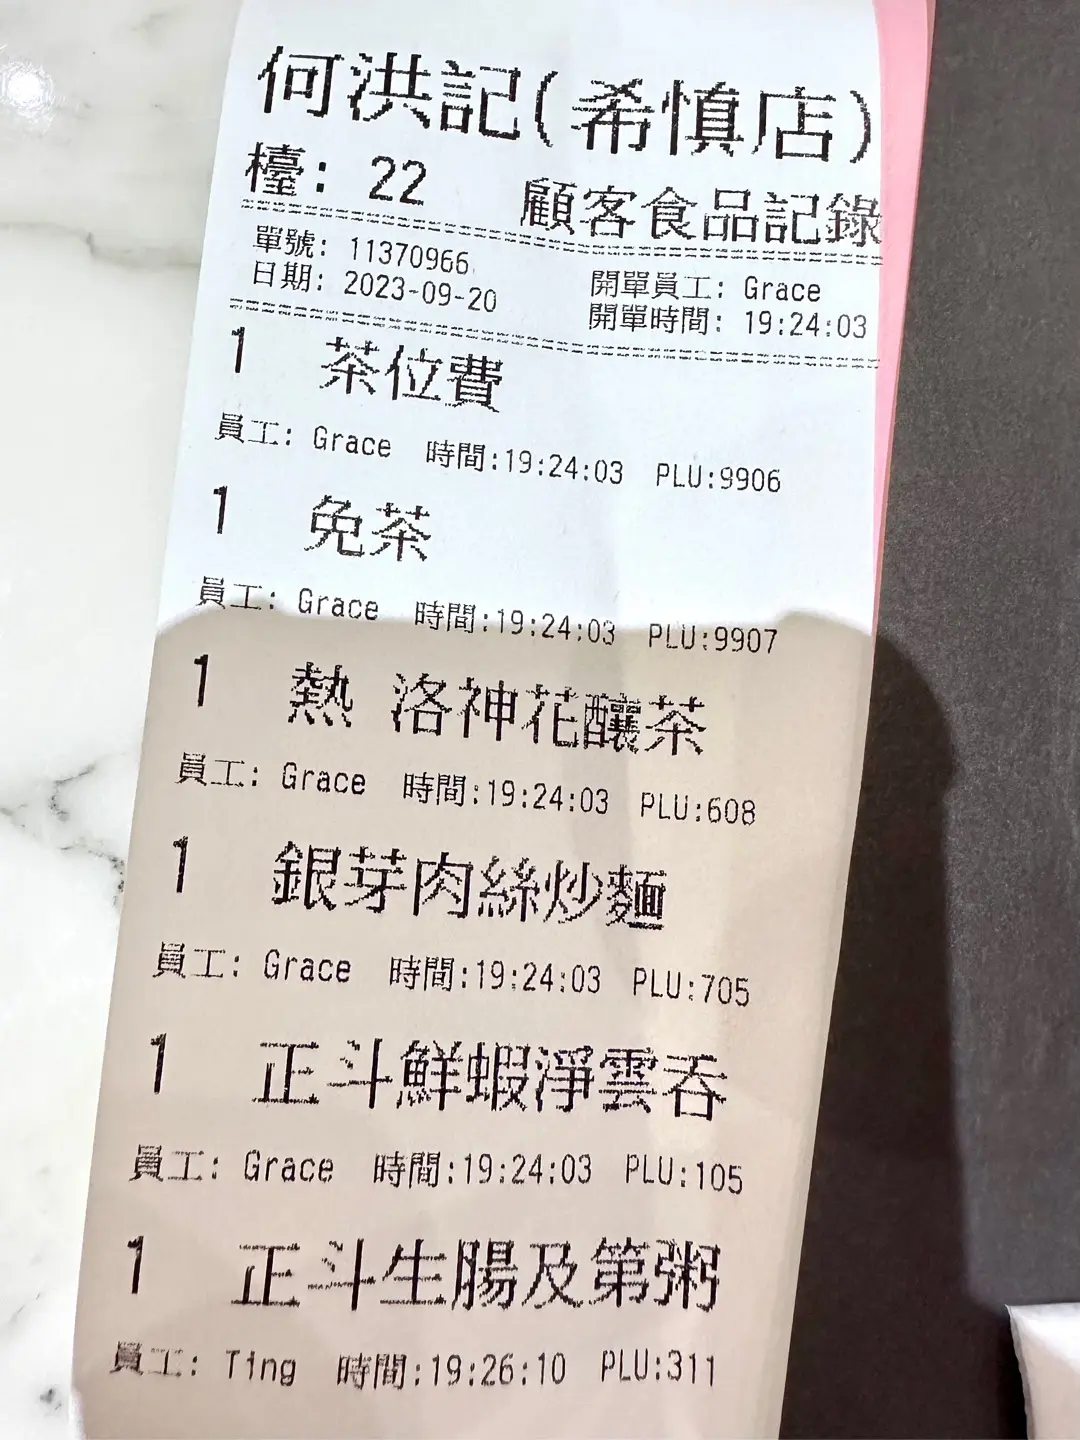 何洪記(希慎店)
檯: 22 顧客食品記錄
單號: 11370966 開單員工: Grace
日期: 2023-09-20 開單時間: 19:24:03
1 茶位費
員工: Grace 時間:19:24:03 PLU:9906
1 免茶
員工: Grace 時間:19:24:03 PLU:9907
1 熱 洛神花釀茶
員工: Grace 時間:19:24:03 PLU:608
1 銀芽肉絲炒麵
員工: Grace 時間:19:24:03 PLU:705
1 正斗鮮蝦淨雲吞
員工: Grace 時間:19:24:03 PLU:105
1 正斗生腸及第粥
員工: Ting 時間:19:26:10 PLU:311